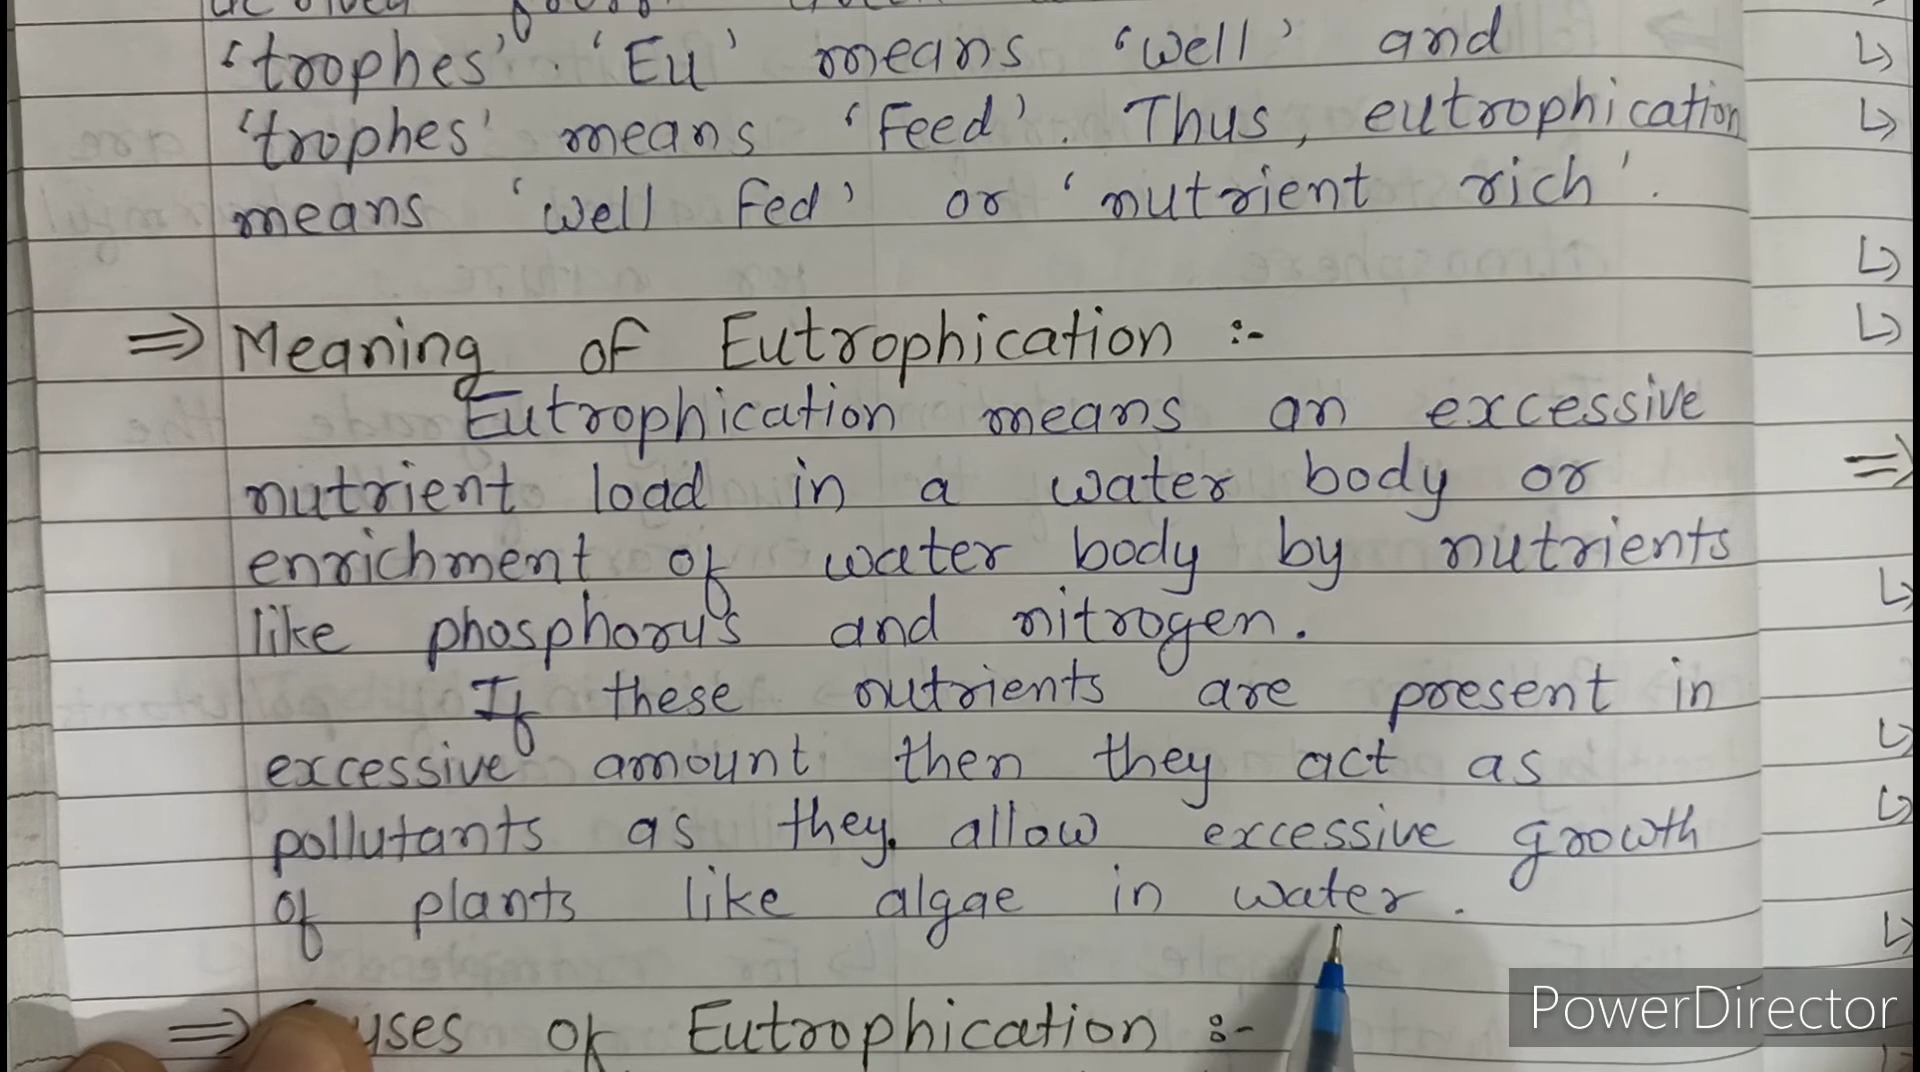 'trophes'. 'Eu' means 'well' and
'trophes' means 'Feed'. Thus, eutrophication
means 'well Fed' or 'nutrient rich'.
⇒ Meaning of Eutrophication :-
Eutrophication means an excessive
nutrient load in a water body or
enrichment of water body by nutrients
like phosphorus and nitrogen.
If these nutrients are present in
excessive amount then they act as
pollutants as they allow excessive growth
of plants like algae in water.
⇒ of Eutrophication :-
PowerDirector